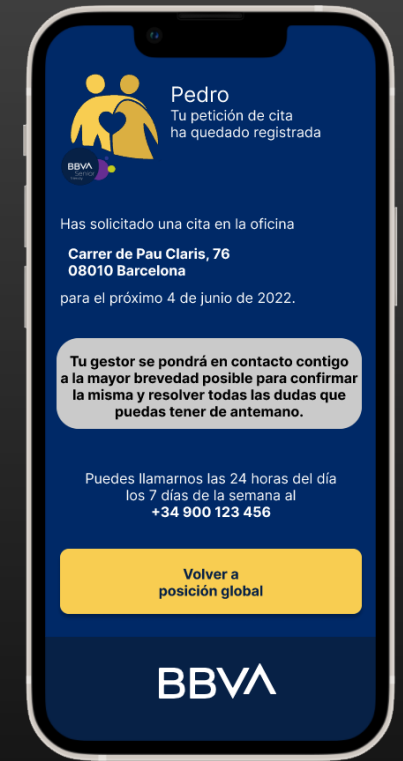 Pedro
Tu petición de cita
ha quedado registrada
BBVA
Senior
Has solicitado una cita en la oficina
Carrer de Pau Claris, 76
08010 Barcelona
para el próximo 4 de junio de 2022.
Tu gestor se pondrá en contacto contigo
a la mayor brevedad posible para confirmar
la misma y resolver todas las dudas que
puedas tener de antemano.
Puedes llamarnos las 24 horas del día
los 7 días de la semana al
+34 900 123 456
Volver a
posición global
BBVA